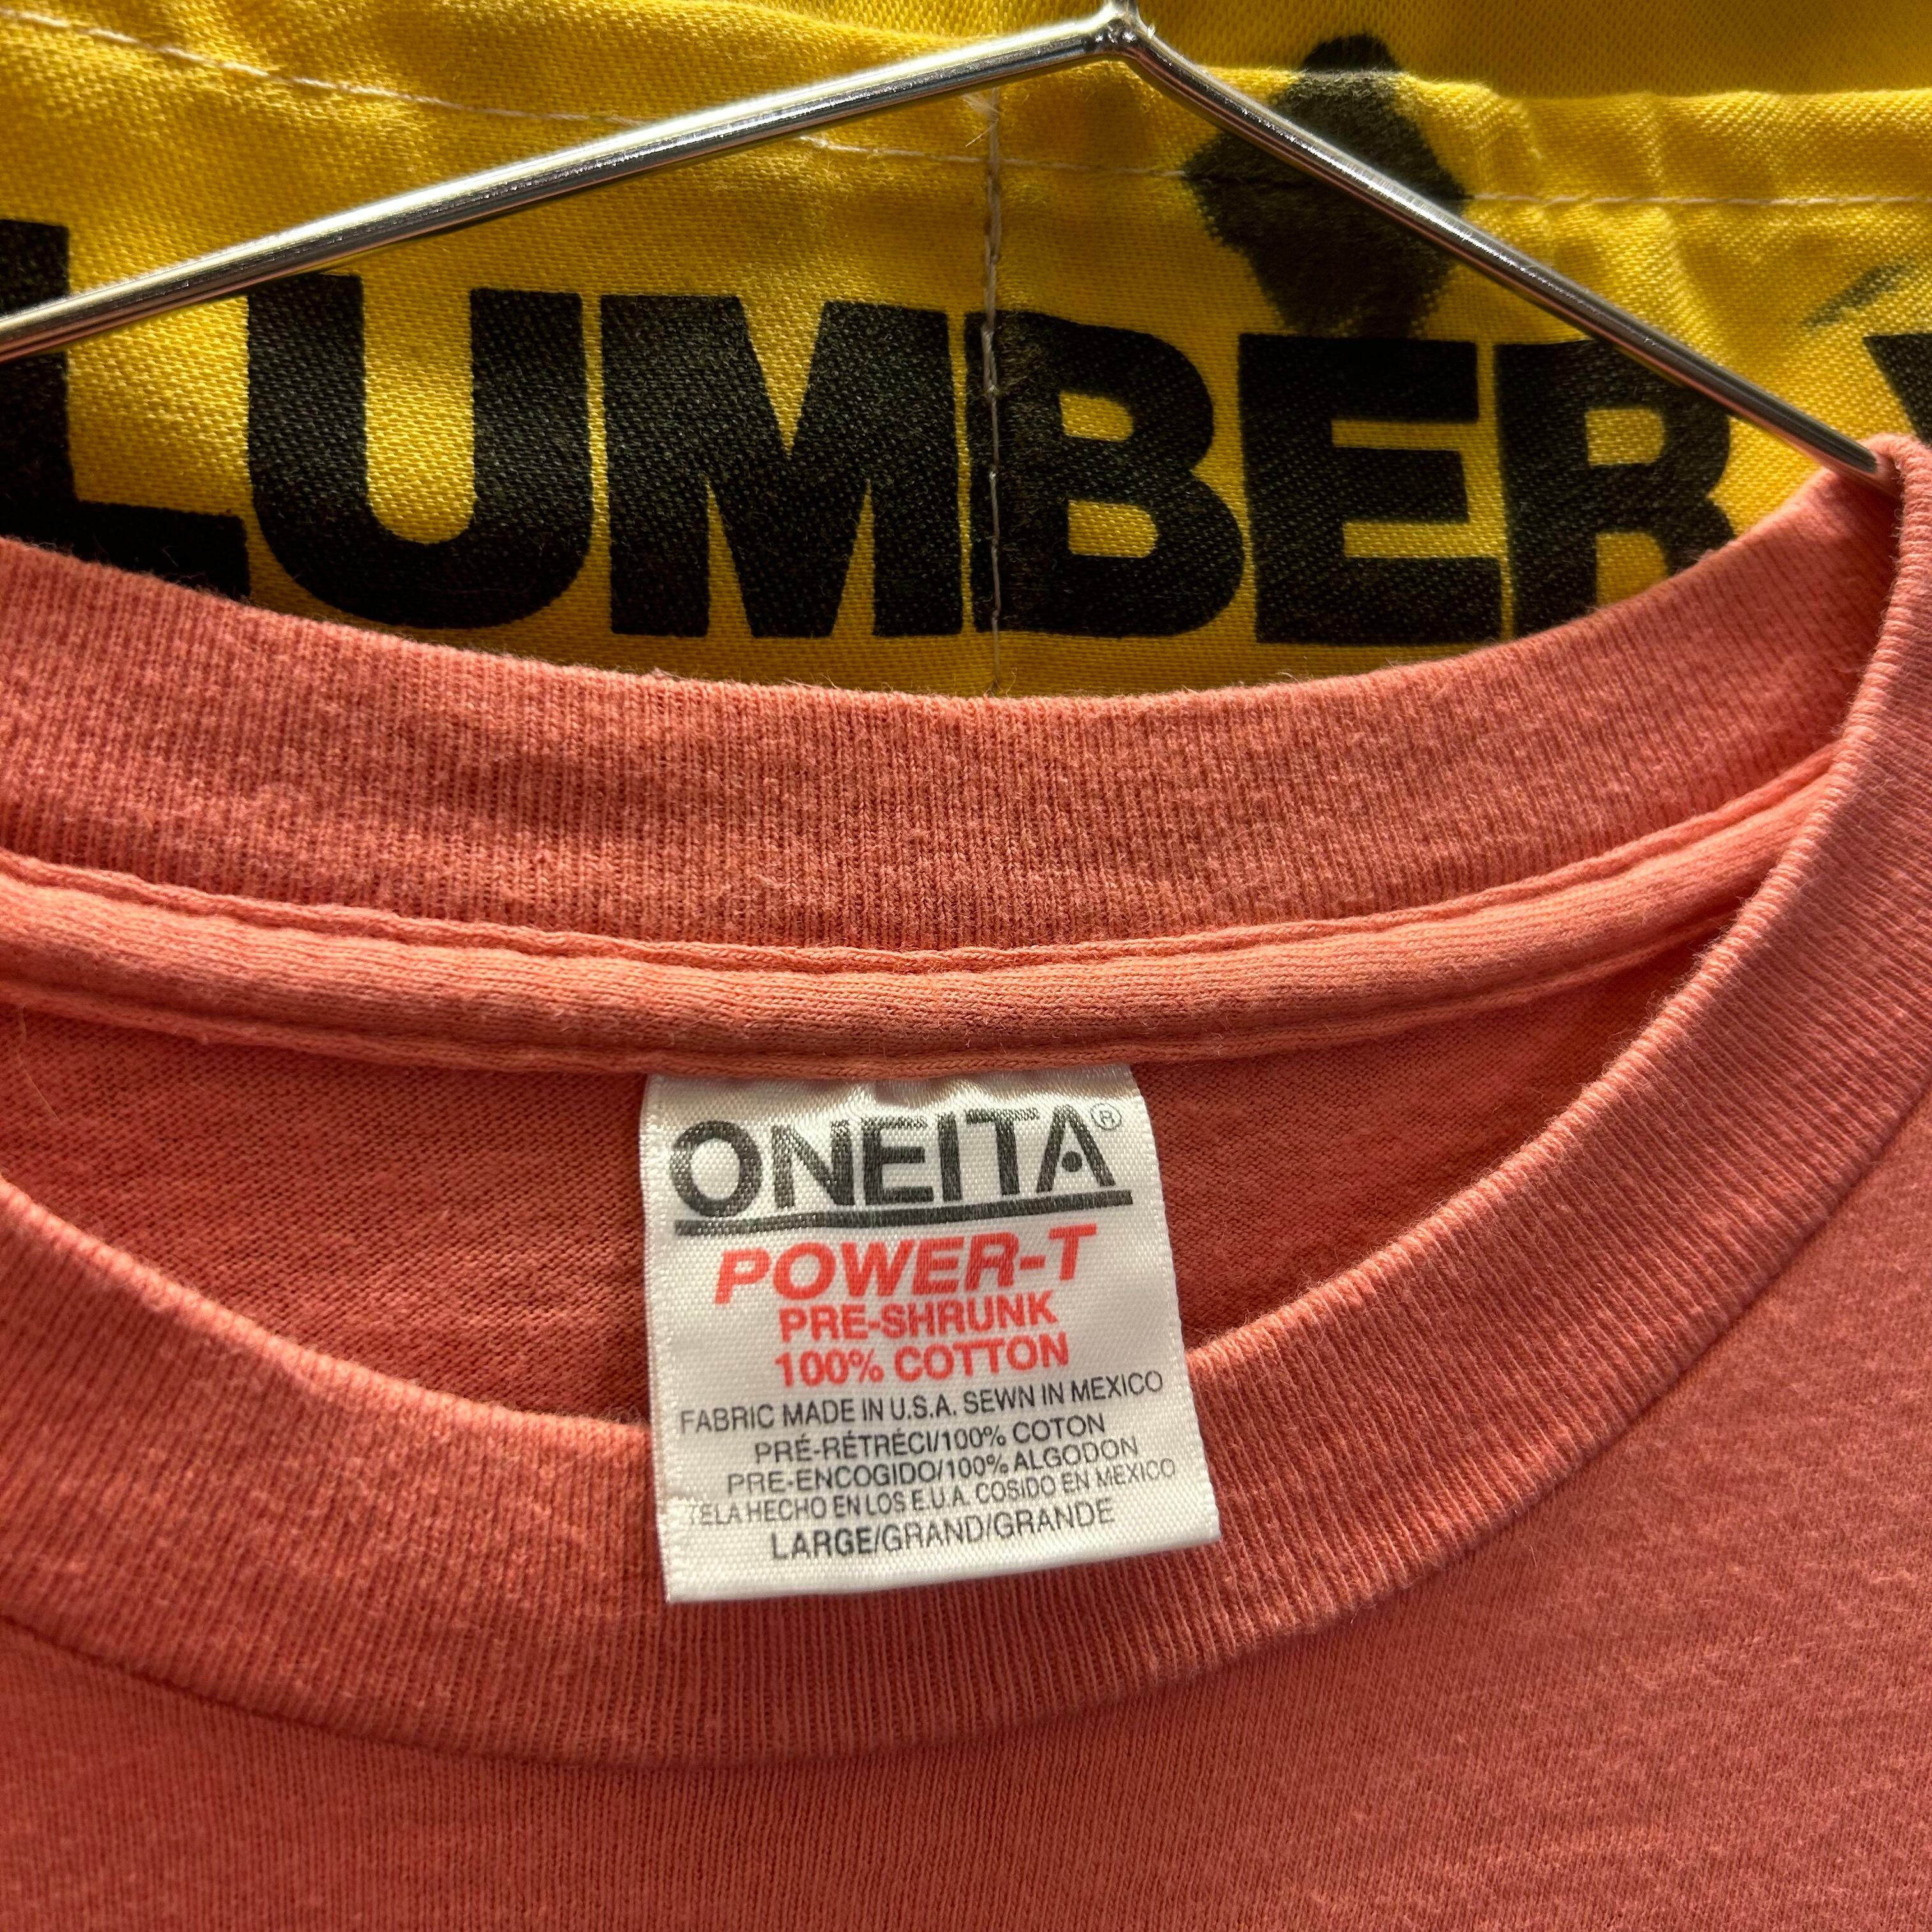 LUMBER
ONEITA®
POWER-T
PRE-SHRUNK
100% COTTON
FABRIC MADE IN U.S.A. SEWN IN MEXICO
PRÉ-RÉTRÉCI/100% COTON
PRE-ENCOGIDO/100% ALGODON
TELA HECHO EN LOS E.U.A. COSIDO EN MEXICO
LARGE/GRAND/GRANDE